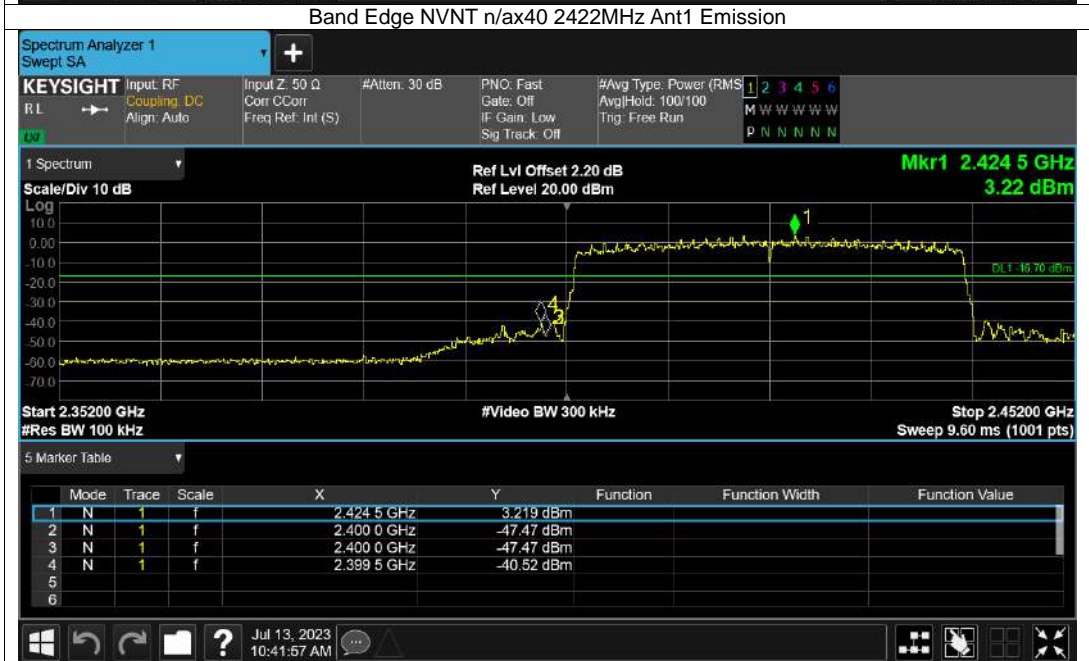 Band Edge NVNT n/ax40 2422MHz Ant1 Emission
Spectrum Analyzer 1
Swept SA
+
KEYSIGHT Input: RF Input Z: 50 Ω #Atten: 30 dB PNO: Fast #Avg Type: Power (RMS 1 2 3 4 5 6
R L Coupling: DC Corr CCorr Gate: Off Avg|Hold: 100/100 M W W W W W
Align: Auto Freq Ref: Int (S) IF Gain: Low Trig: Free Run
LXI Sig Track: Off P N N N N N
1 Spectrum Ref Lvl Offset 2.20 dB Mkr1 2.424 5 GHz
Scale/Div 10 dB Ref Level 20.00 dBm 3.22 dBm
Log
10.0
1
0.00
-10.0
DL1 -16.70 dBm
-20.0
-30.0
4
3
-40.0
-50.0
-60.0
-70.0
Start 2.35200 GHz #Video BW 300 kHz Stop 2.45200 GHz
#Res BW 100 kHz Sweep 9.60 ms (1001 pts)
5 Marker Table
Mode Trace Scale X Y Function Function Width Function Value
1 N 1 f 2.424 5 GHz 3.219 dBm
2 N 1 f 2.400 0 GHz -47.47 dBm
3 N 1 f 2.400 0 GHz -47.47 dBm
4 N 1 f 2.399 5 GHz -40.52 dBm
5
6
? Jul 13, 2023
10:41:57 AM